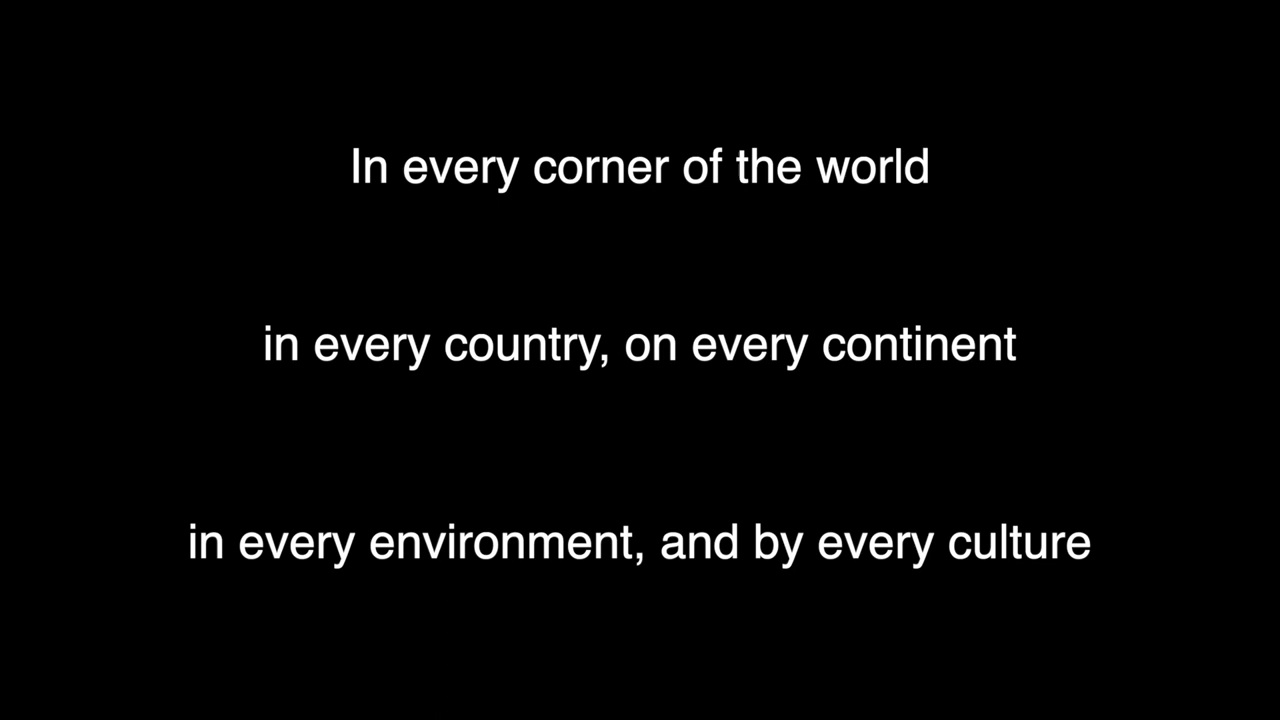 In every corner of the world
in every country, on every continent
in every environment, and by every culture